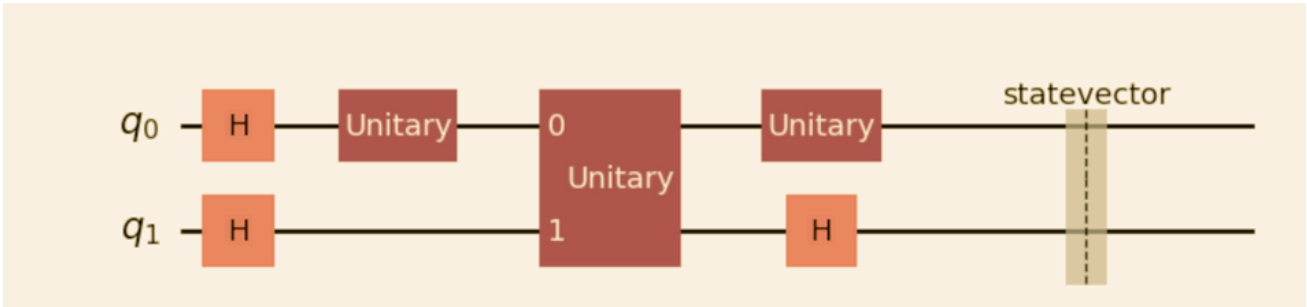 statevector
q0 H Unitary 0 Unitary
Unitary
q1 H 1 H